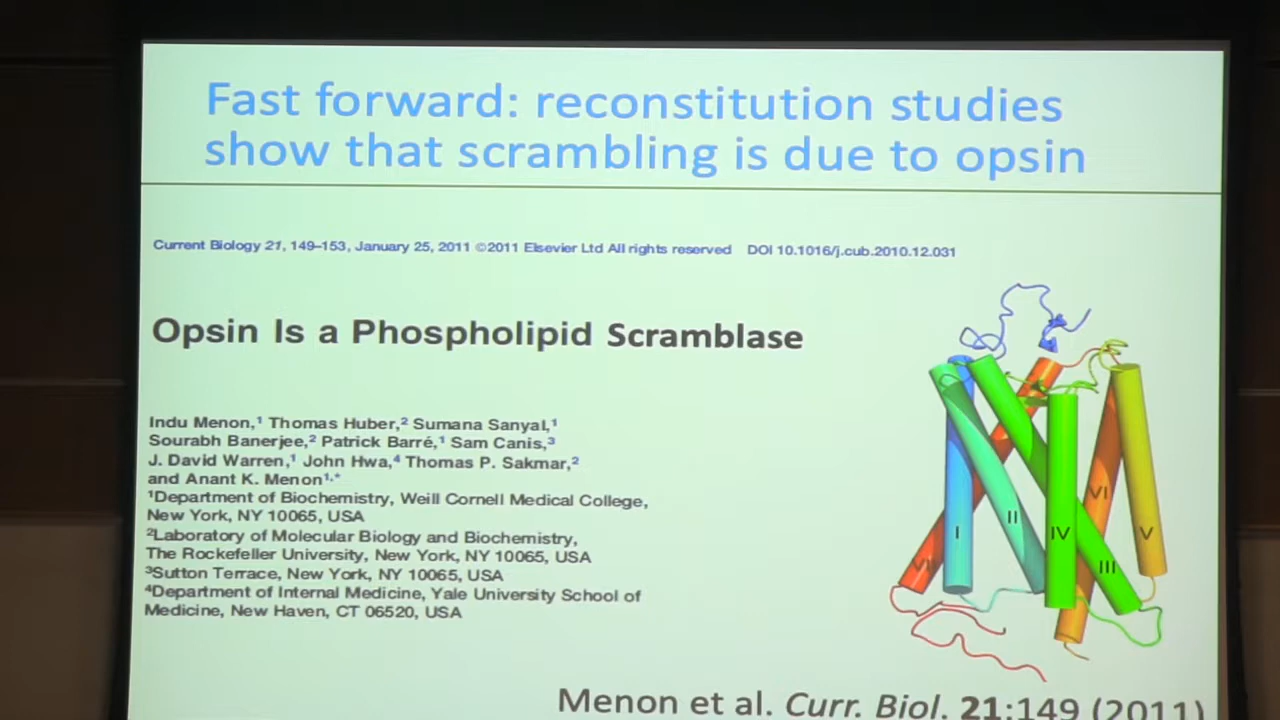 Fast forward: reconstitution studies
show that scrambling is due to opsin
Current Biology 21, 149–153, January 25, 2011 ©2011 Elsevier Ltd All rights reserved DOI 10.1016/j.cub.2010.12.031
Opsin Is a Phospholipid Scramblase
Indu Menon,¹ Thomas Huber,² Sumana Sanyal,¹
Sourabh Banerjee,² Patrick Barré,¹ Sam Canis,³
J. David Warren,¹ John Hwa,⁴ Thomas P. Sakmar,²
and Anant K. Menon¹,*
¹Department of Biochemistry, Weill Cornell Medical College,
New York, NY 10065, USA
²Laboratory of Molecular Biology and Biochemistry,
The Rockefeller University, New York, NY 10065, USA
³Sutton Terrace, New York, NY 10065, USA
⁴Department of Internal Medicine, Yale University School of
Medicine, New Haven, CT 06520, USA
VI
II
I
IV
V
VII
III
Menon et al. Curr. Biol. 21:149 (2011)